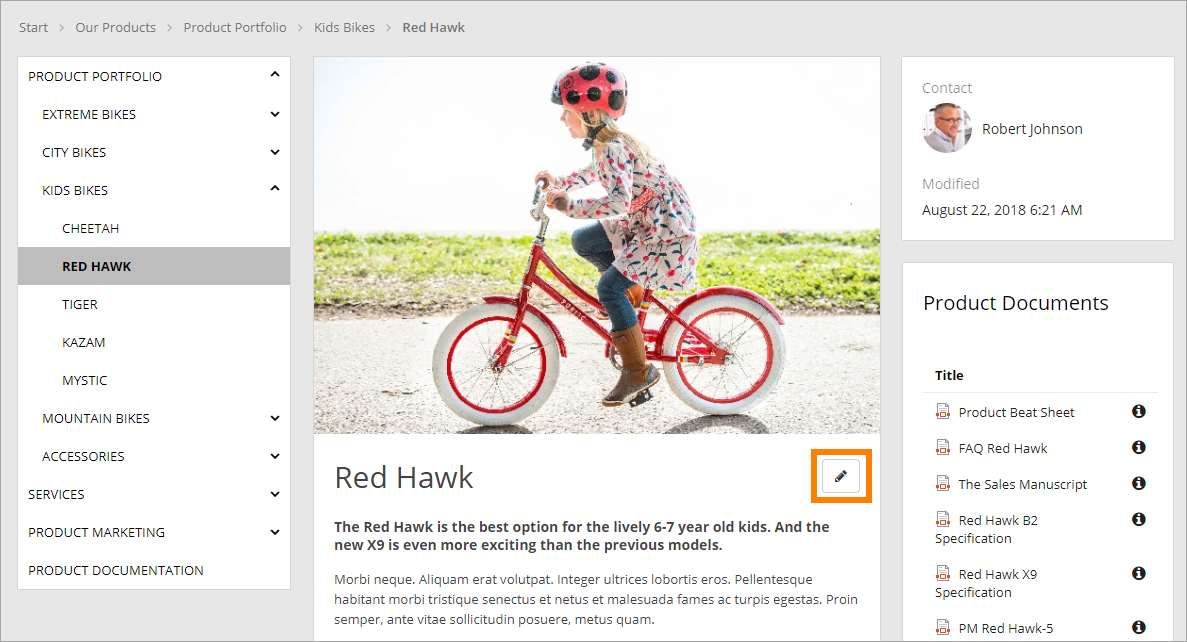 Start > Our Products > Product Portfolio > Kids Bikes > Red Hawk
PRODUCT PORTFOLIO
EXTREME BIKES
CITY BIKES
KIDS BIKES
CHEETAH
RED HAWK
TIGER
KAZAM
MYSTIC
MOUNTAIN BIKES
ACCESSORIES
SERVICES
PRODUCT MARKETING
PRODUCT DOCUMENTATION
Red Hawk
The Red Hawk is the best option for the lively 6-7 year old kids. And the
new X9 is even more exciting than the previous models.
Morbi neque. Aliquam erat volutpat. Integer ultrices lobortis eros. Pellentesque
habitant morbi tristique senectus et netus et malesuada fames ac turpis egestas. Proin
semper, ante vitae sollicitudin posuere, metus quam.
Contact
Robert Johnson
Modified
August 22, 2018 6:21 AM
Product Documents
Title
Product Beat Sheet
FAQ Red Hawk
The Sales Manuscript
Red Hawk B2
Specification
Red Hawk X9
Specification
PM Red Hawk-5